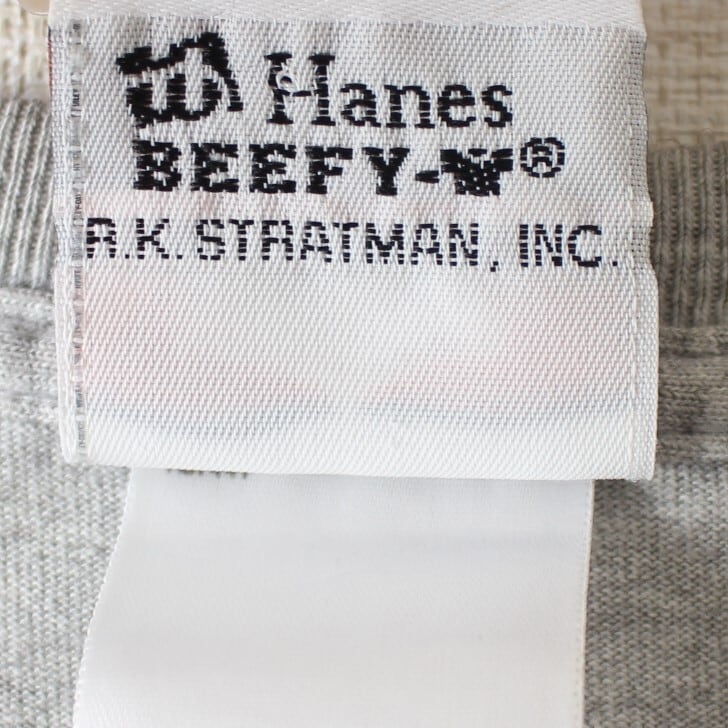 Hanes
BEEFY-T®
R.K. STRATMAN, INC.